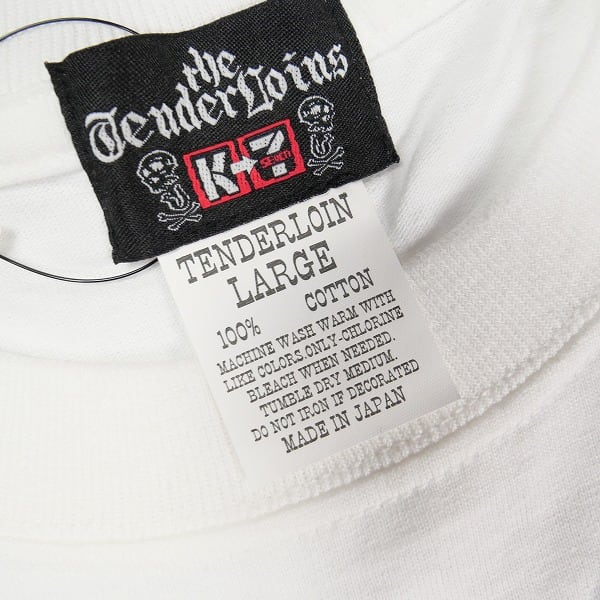 the
TenderLoins
K→7
SEVEN
TENDERLOIN
LARGE
100% COTTON
MACHINE WASH WARM WITH
LIKE COLORS.ONLY-CHLORINE
BLEACH WHEN NEEDED.
TUMBLE DRY MEDIUM.
DO NOT IRON IF DECORATED
MADE IN JAPAN